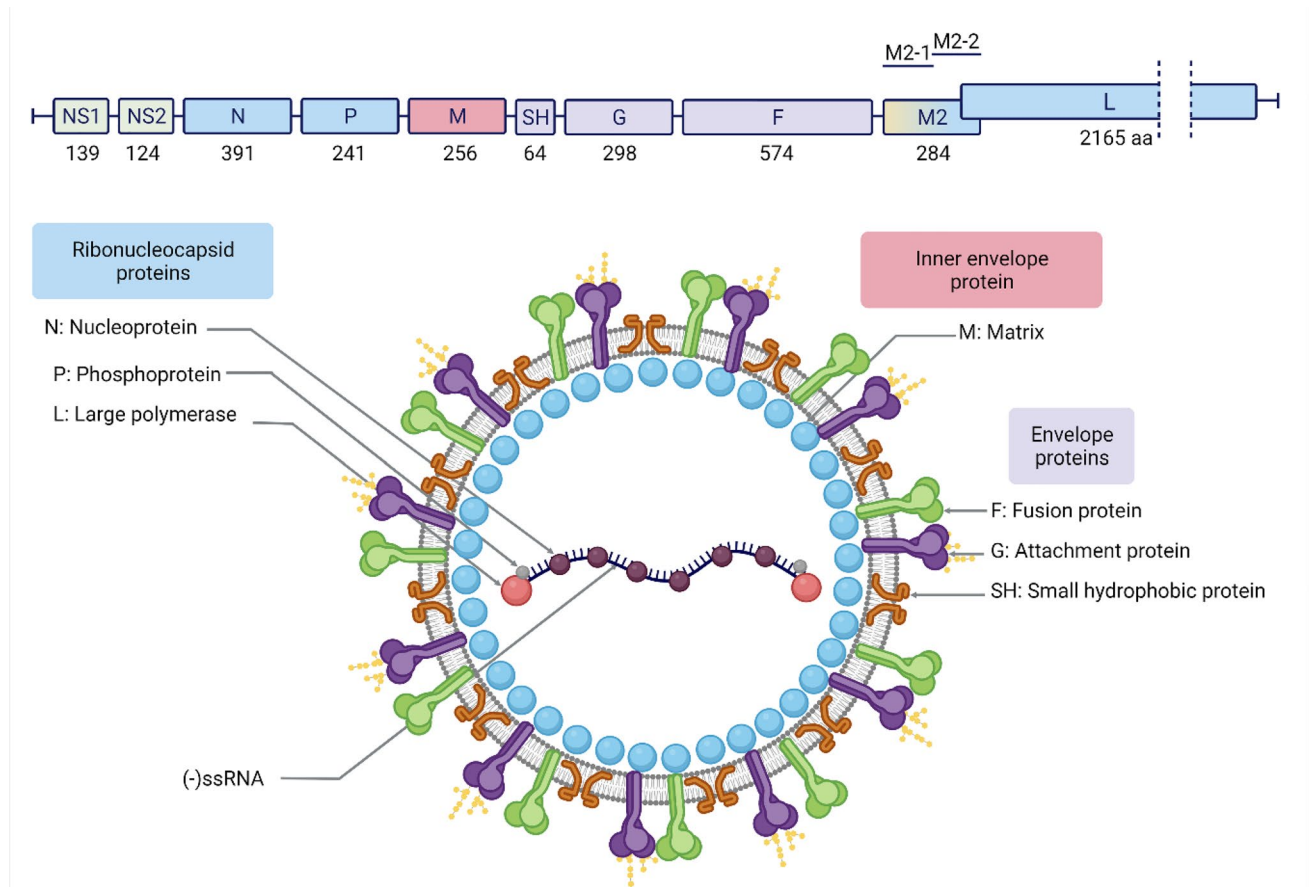 M2-1 M2-2
NS1 NS2 N P M SH G F M2 L
139 124 391 241 256 64 298 574 284 2165 aa
Ribonucleocapsid
proteins
N: Nucleoprotein
P: Phosphoprotein
L: Large polymerase
(-)ssRNA
Inner envelope
protein
M: Matrix
Envelope
proteins
F: Fusion protein
G: Attachment protein
SH: Small hydrophobic protein